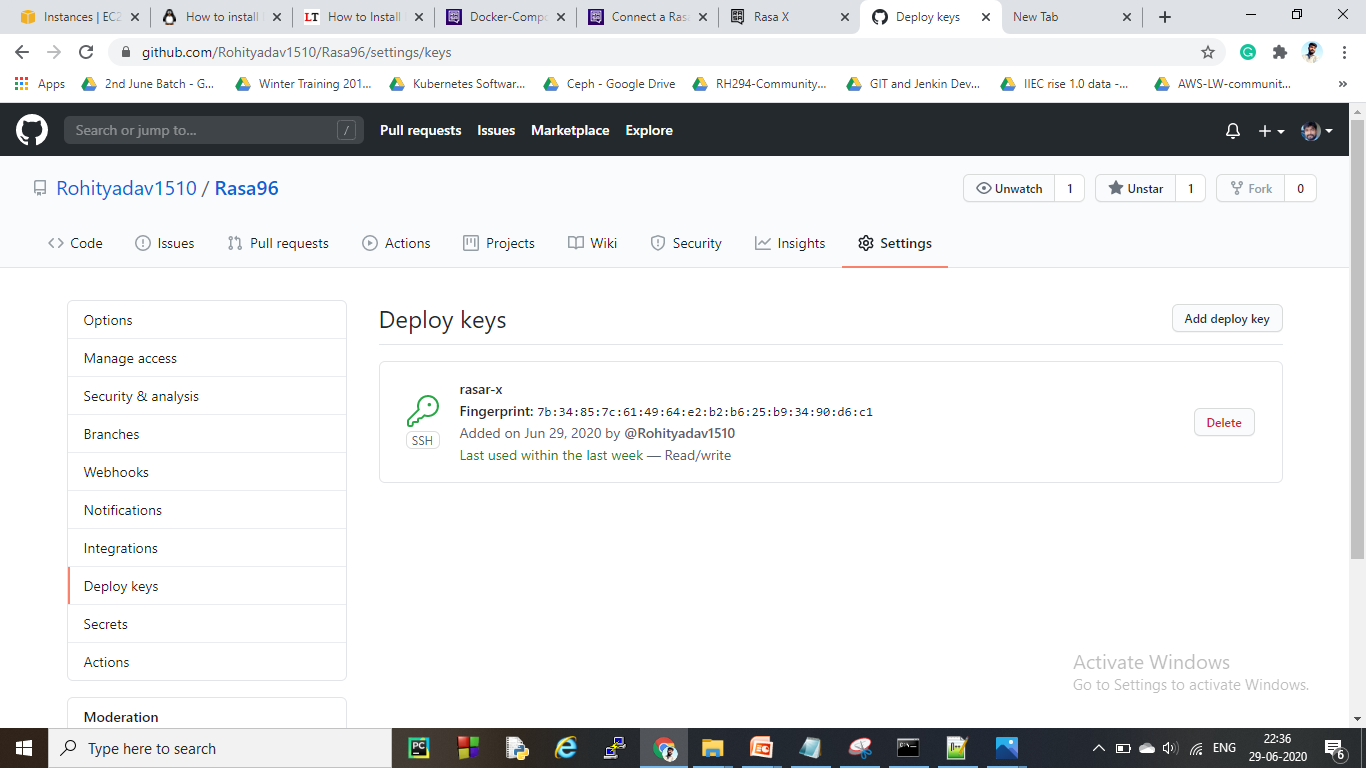 Instances | EC2
How to install
LT How to Install
Docker-Compo
Connect a Rasa
Rasa X
Deploy keys
New Tab
github.com/Rohityadav1510/Rasa96/settings/keys
Apps
2nd June Batch - G...
Winter Training 201...
Kubernetes Softwar...
Ceph - Google Drive
RH294-Community...
GIT and Jenkin Dev...
IIEC rise 1.0 data -...
AWS-LW-communit...
»
Search or jump to... /
Pull requests Issues Marketplace Explore
Rohityadav1510 / Rasa96
Unwatch 1
Unstar 1
Fork 0
Code
Issues
Pull requests
Actions
Projects
Wiki
Security
Insights
Settings
Options
Manage access
Security & analysis
Branches
Webhooks
Notifications
Integrations
Deploy keys
Secrets
Actions
Moderation
Deploy keys
Add deploy key
SSH
rasar-x
Fingerprint: 7b:34:85:7c:61:49:64:e2:b2:b6:25:b9:34:90:d6:c1
Added on Jun 29, 2020 by @Rohityadav1510
Last used within the last week — Read/write
Delete
Activate Windows
Go to Settings to activate Windows.
Type here to search
PC
ENG
22:36
29-06-2020
6